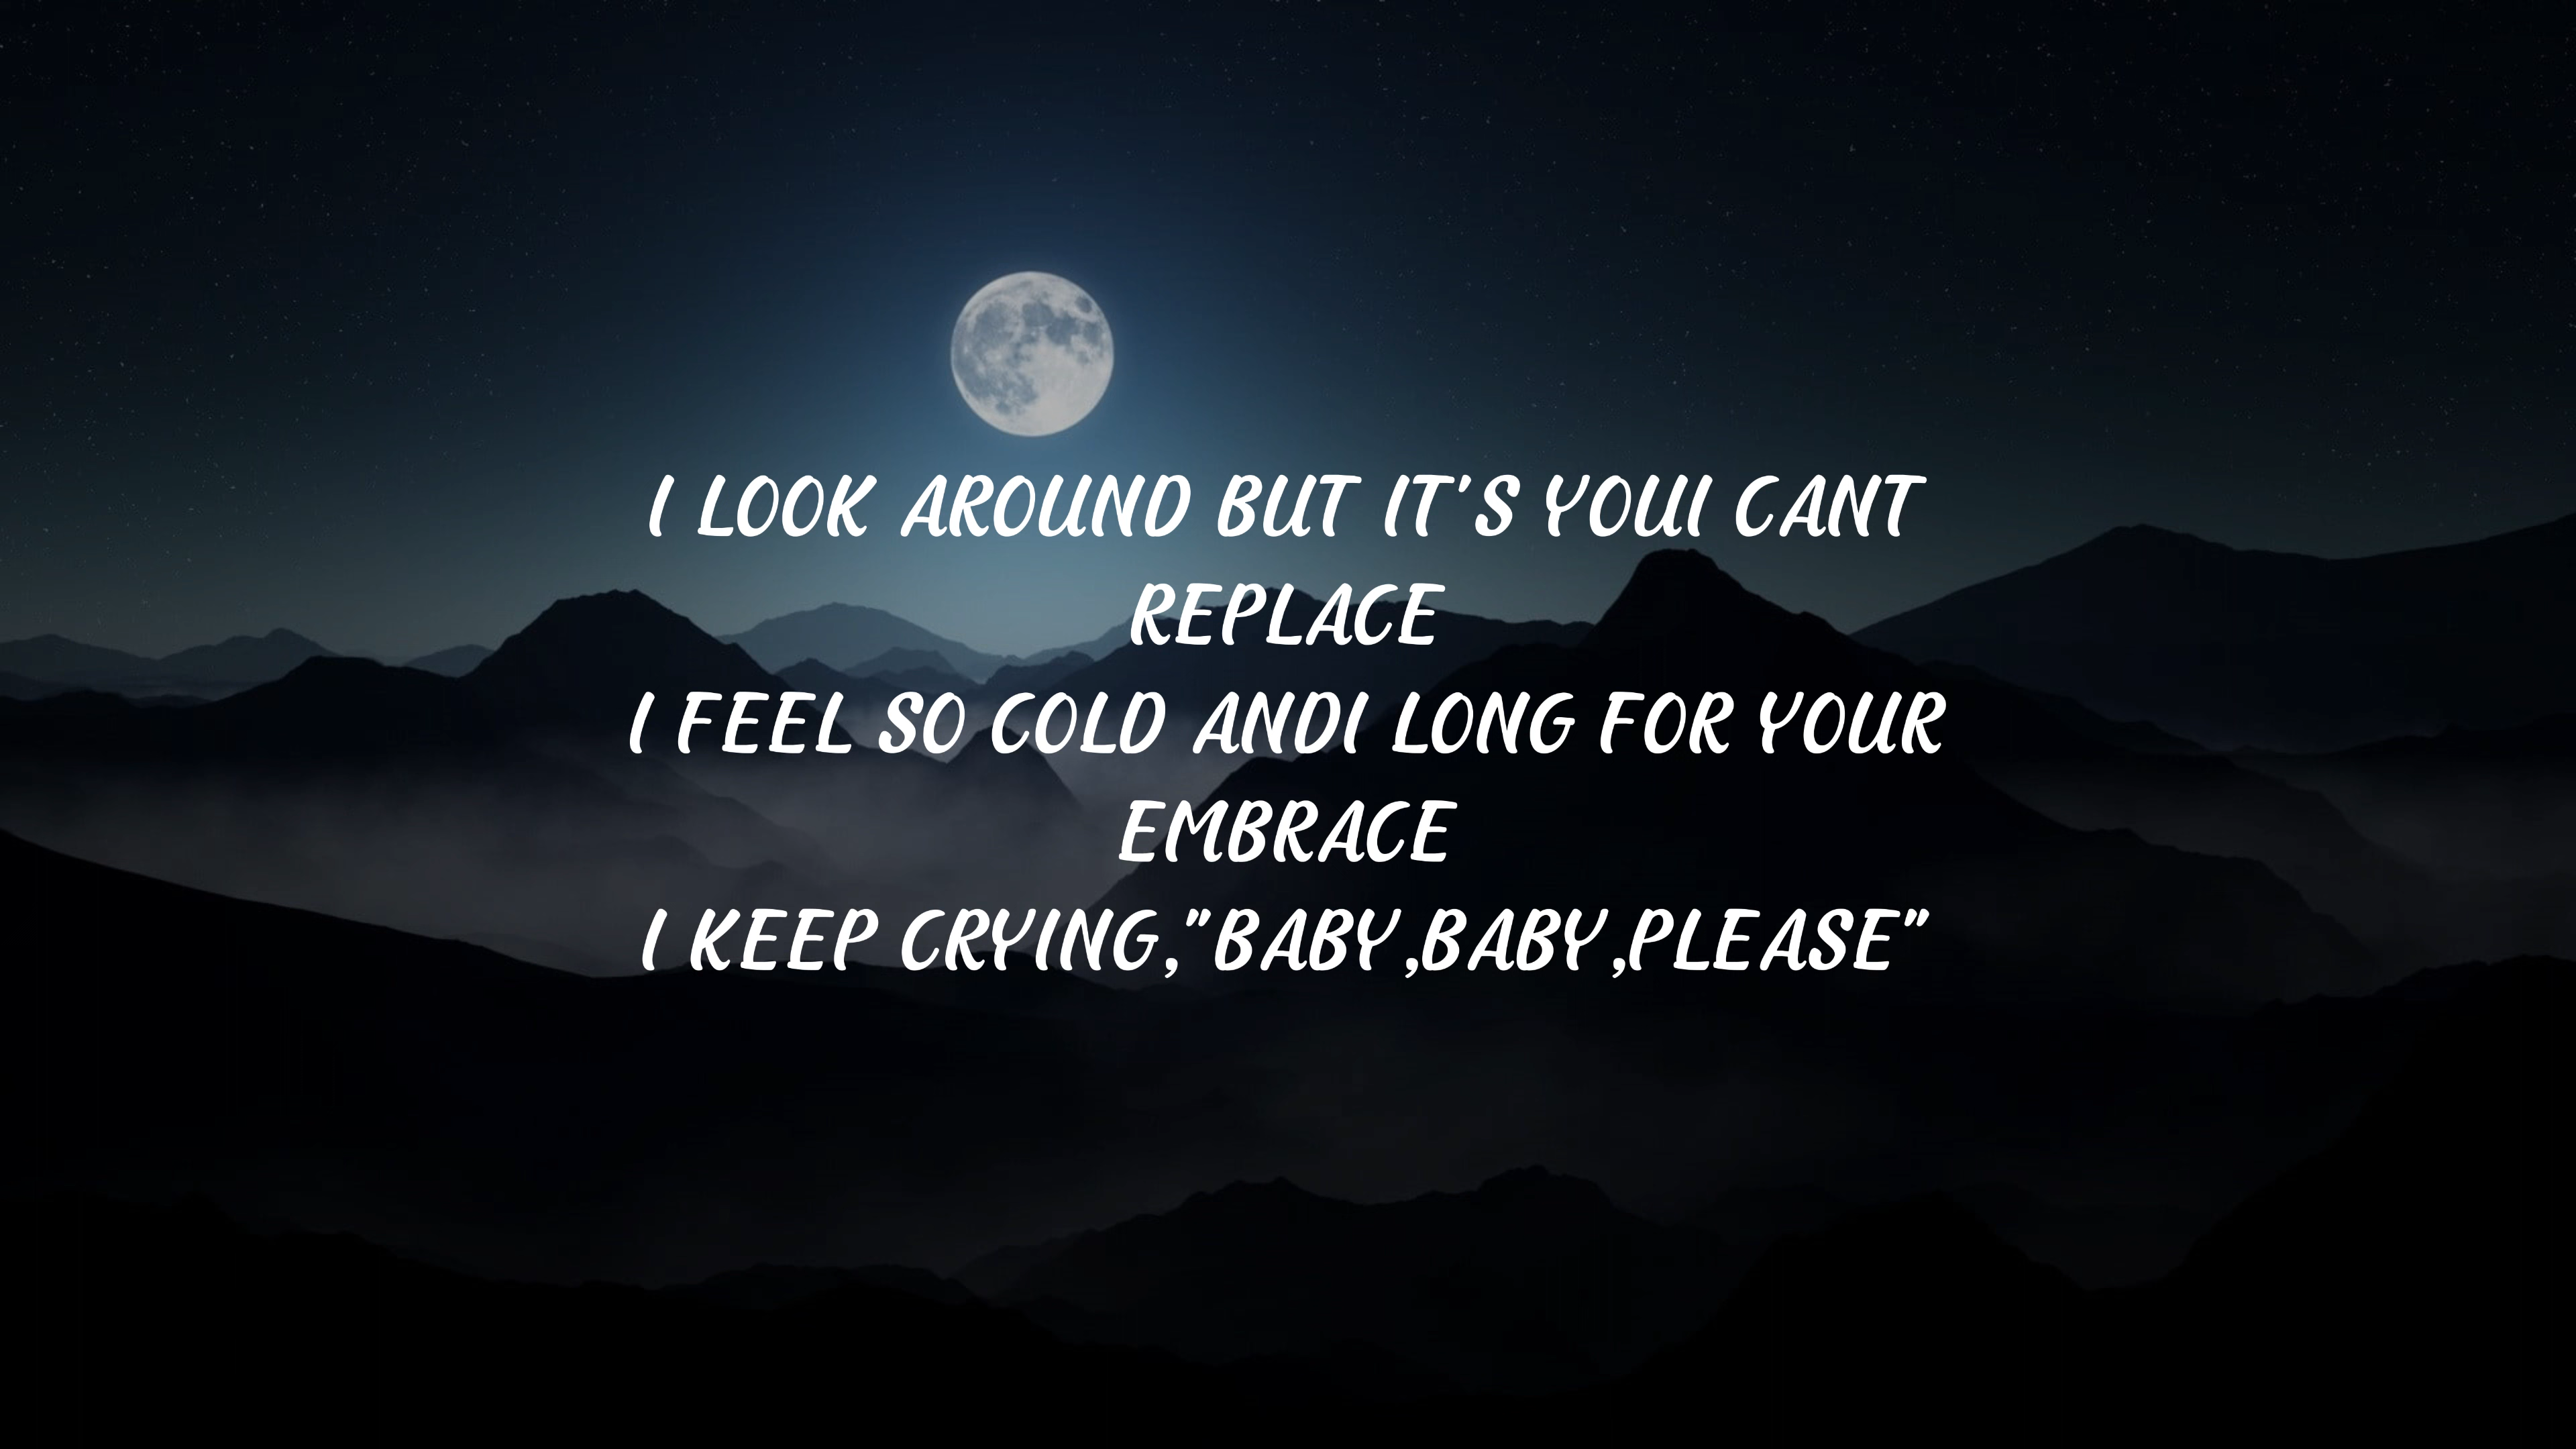 I LOOK AROUND BUT IT'S YOUI CANT
REPLACE
I FEEL SO COLD ANDI LONG FOR YOUR
EMBRACE
I KEEP CRYING,"BABY,BABY,PLEASE"